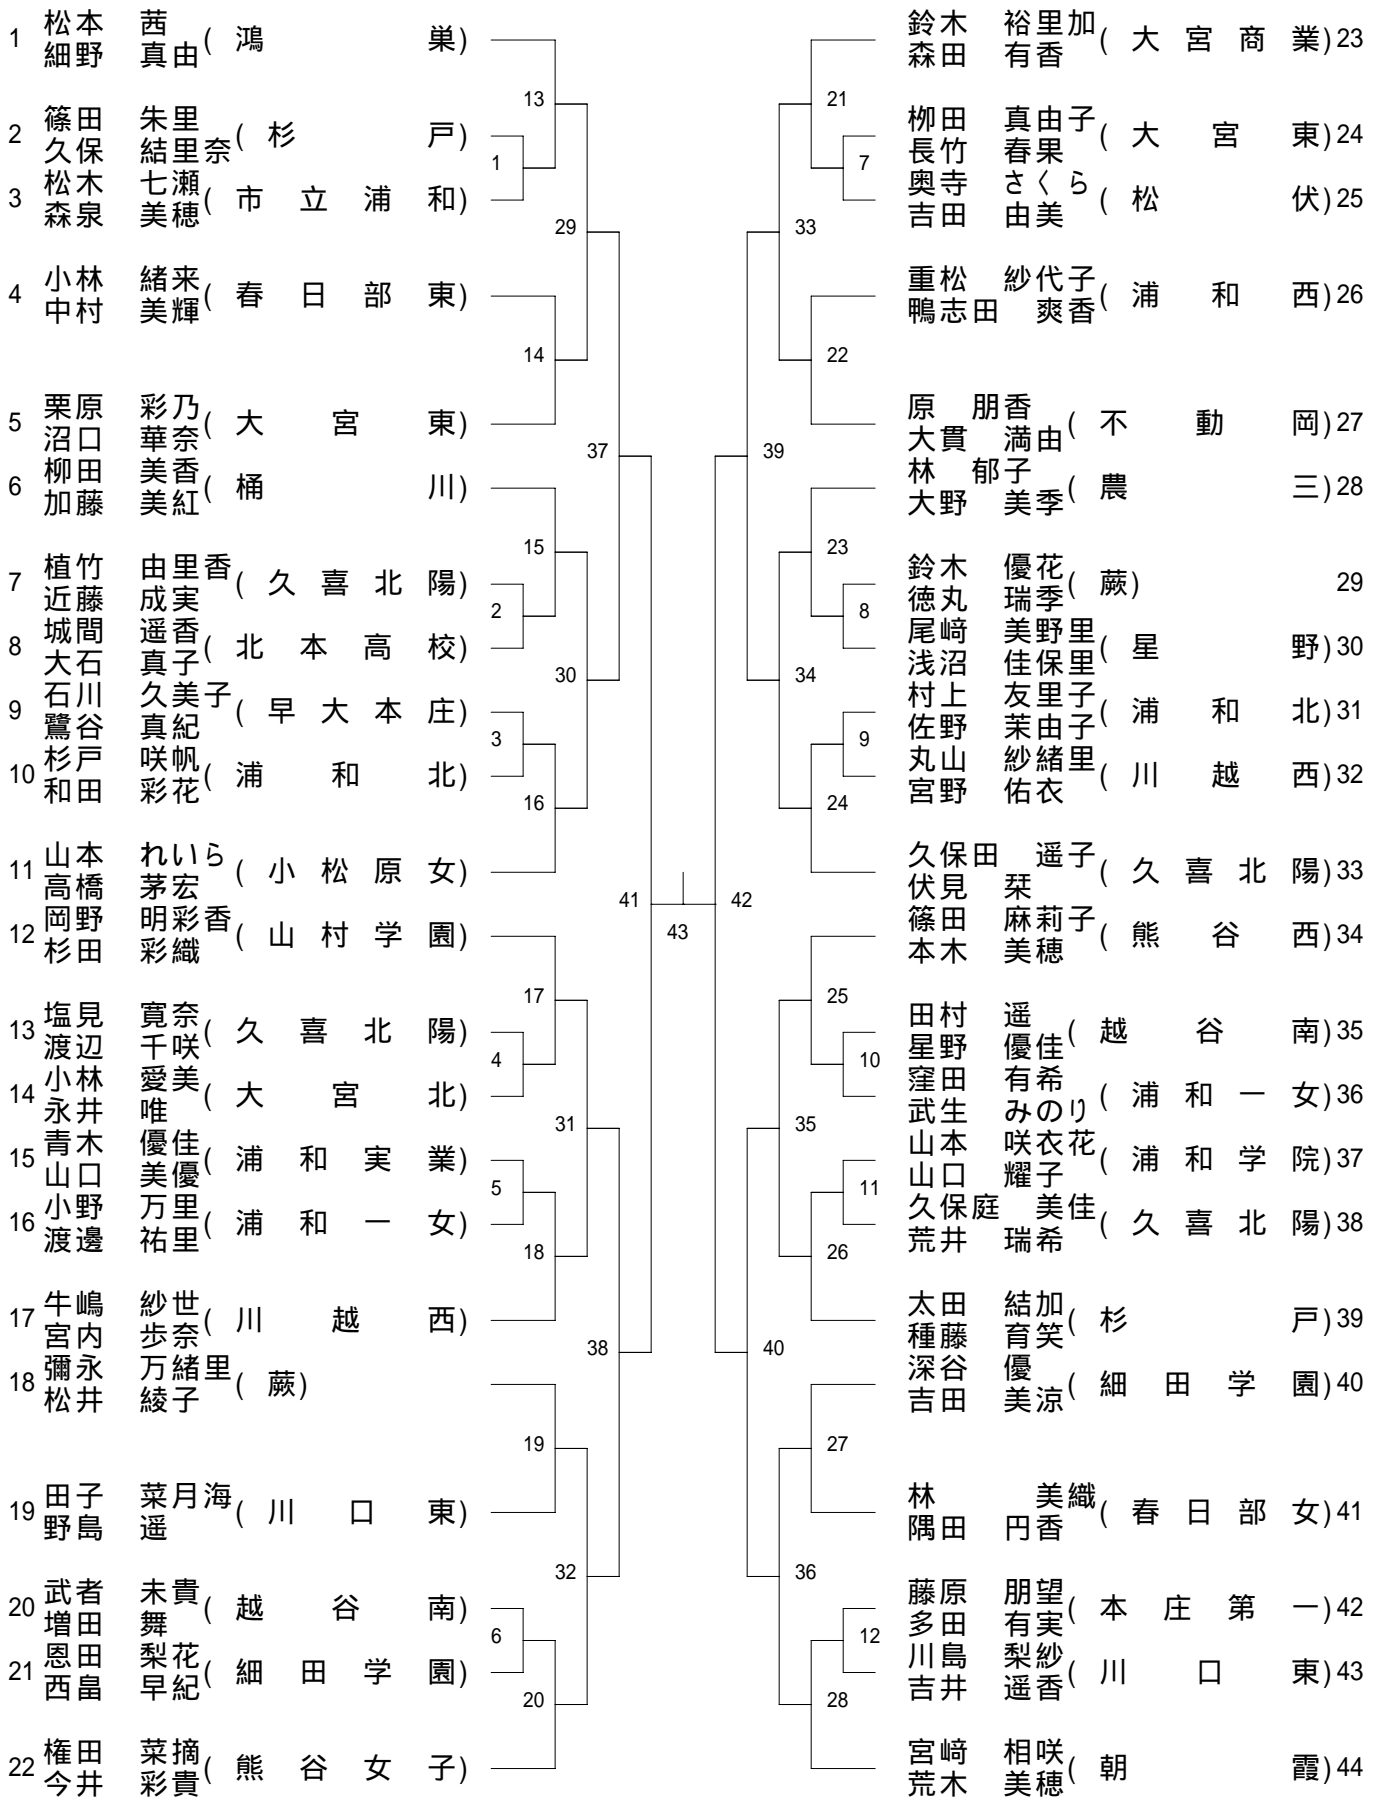 1 松本 茜 細野 真由 ( 鴻 巣 )
2 篠田 朱里 久保 結里奈 ( 杉 戸 )
3 松木 七瀬 森泉 美穂 ( 市 立 浦 和 )
4 小林 緒来 中村 美輝 ( 春 日 部 東 )
5 栗原 彩乃 沼口 華奈 ( 大 宮 東 )
6 柳田 美香 加藤 美紅 ( 桶 川 )
7 植竹 由里香 近藤 成実 ( 久 喜 北 陽 )
8 城間 遥香 大石 真子 ( 北 本 高 校 )
9 石川 久美子 鷺谷 真紀 ( 早 大 本 庄 )
10 杉戸 咲帆 和田 彩花 ( 浦 和 北 )
11 山本 れいら 高橋 茅宏 ( 小 松 原 女 )
12 岡野 明彩香 杉田 彩織 ( 山 村 学 園 )
13 塩見 寛奈 渡辺 千咲 ( 久 喜 北 陽 )
14 小林 愛美 永井 唯 ( 大 宮 北 )
15 青木 優佳 山口 美優 ( 浦 和 実 業 )
16 小野 万里 渡邊 祐里 ( 浦 和 一 女 )
17 牛嶋 紗世 宮内 歩奈 ( 川 越 西 )
18 彌永 万緒里 松井 綾子 ( 蕨 )
19 田子 菜月海 野島 遥 ( 川 口 東 )
20 武者 未貴 増田 舞 ( 越 谷 南 )
21 恩田 梨花 西畠 早紀 ( 細 田 学 園 )
22 権田 菜摘 今井 彩貴 ( 熊 谷 女 子 )
1
2
3
4
5
6
13
14
15
16
17
18
19
20
29
30
31
32
37
38
41
43
42
39
40
33
34
35
36
21
22
23
24
25
26
27
28
7
8
9
10
11
12
鈴木 裕里加 森田 有香 ( 大 宮 商 業 ) 23
栁田 真由子 長竹 春果 ( 大 宮 東 ) 24
奥寺 さくら 吉田 由美 ( 松 伏 ) 25
重松 紗代子 鴨志田 爽香 ( 浦 和 西 ) 26
原 朋香 大貫 満由 ( 不 動 岡 ) 27
林 郁子 大野 美季 ( 農 三 ) 28
鈴木 優花 徳丸 瑞季 ( 蕨 ) 29
尾﨑 美野里 浅沼 佳保里 ( 星 野 ) 30
村上 友里子 佐野 茉由子 ( 浦 和 北 ) 31
丸山 紗緒里 宮野 佑衣 ( 川 越 西 ) 32
久保田 遥子 伏見 栞 ( 久 喜 北 陽 ) 33
篠田 麻莉子 本木 美穂 ( 熊 谷 西 ) 34
田村 遥 星野 優佳 ( 越 谷 南 ) 35
窪田 有希 武生 みのり ( 浦 和 一 女 ) 36
山本 咲衣花 山口 耀子 ( 浦 和 学 院 ) 37
久保庭 美佳 荒井 瑞希 ( 久 喜 北 陽 ) 38
太田 結加 種藤 育笑 ( 杉 戸 ) 39
深谷 優 吉田 美涼 ( 細 田 学 園 ) 40
林 美織 隅田 円香 ( 春 日 部 女 ) 41
藤原 朋望 多田 有実 ( 本 庄 第 一 ) 42
川島 梨紗 吉井 遥香 ( 川 口 東 ) 43
宮﨑 相咲 荒木 美穂 ( 朝 霞 ) 44